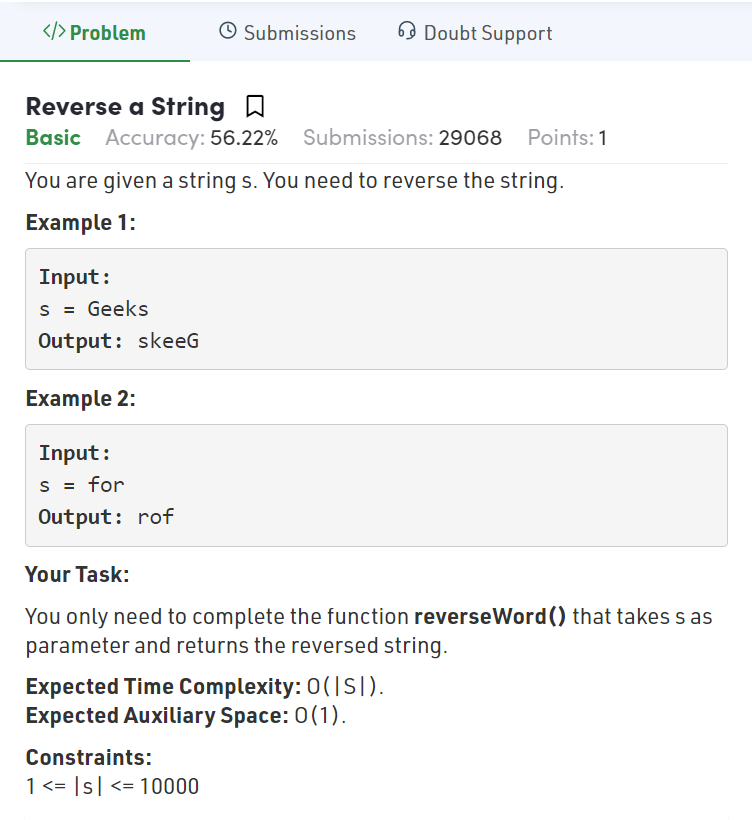 </> Problem
Submissions
Doubt Support
Reverse a String
Basic Accuracy: 56.22% Submissions: 29068 Points: 1
You are given a string s. You need to reverse the string.
Example 1:
Input:
s = Geeks
Output: skeeG
Example 2:
Input:
s = for
Output: rof
Your Task:
You only need to complete the function reverseWord() that takes s as
parameter and returns the reversed string.
Expected Time Complexity: O(|S|).
Expected Auxiliary Space: O(1).
Constraints:
1 <= |s| <= 10000